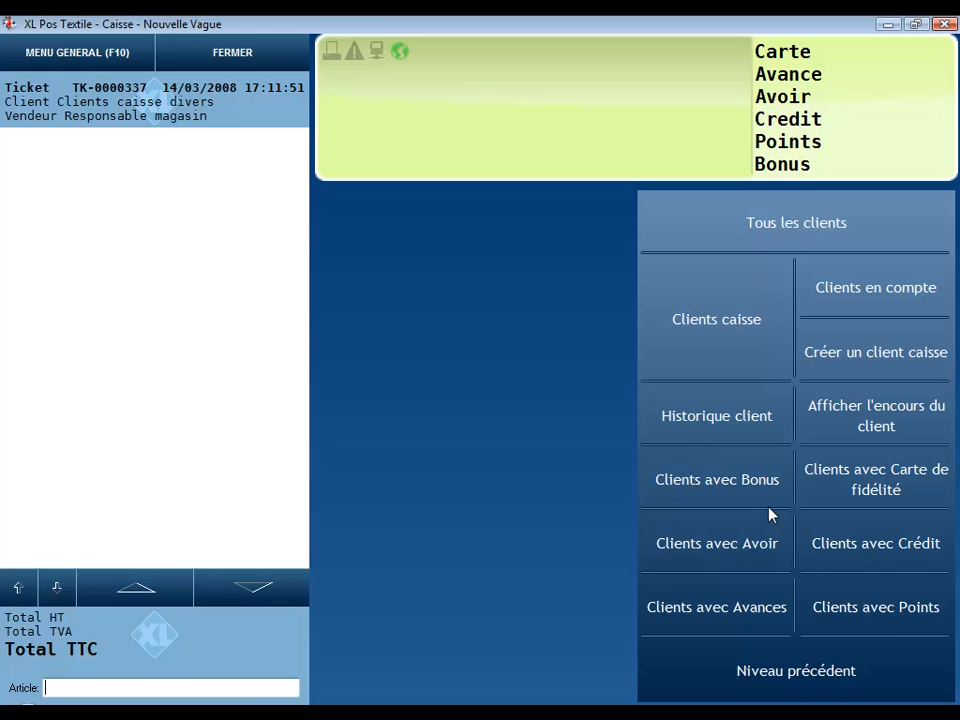 XL Pos Textile - Caisse - Nouvelle Vague
MENU GENERAL (F10)
FERMER
Ticket TK-0000337 14/03/2008 17:11:51
Client Clients caisse divers
Vendeur Responsable magasin
Carte
Avance
Avoir
Credit
Points
Bonus
Tous les clients
Clients caisse
Clients en compte
Créer un client caisse
Historique client
Afficher l'encours du
client
Clients avec Bonus
Clients avec Carte de
fidélité
Clients avec Avoir
Clients avec Crédit
Clients avec Avances
Clients avec Points
Niveau précédent
Total HT
Total TVA
Total TTC
XL
Article: